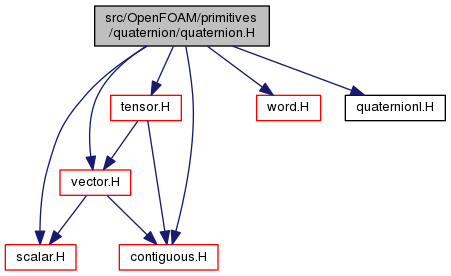 src/OpenFOAM/primitives
/quaternion/quaternion.H
tensor.H
word.H
quaternionI.H
vector.H
scalar.H
contiguous.H